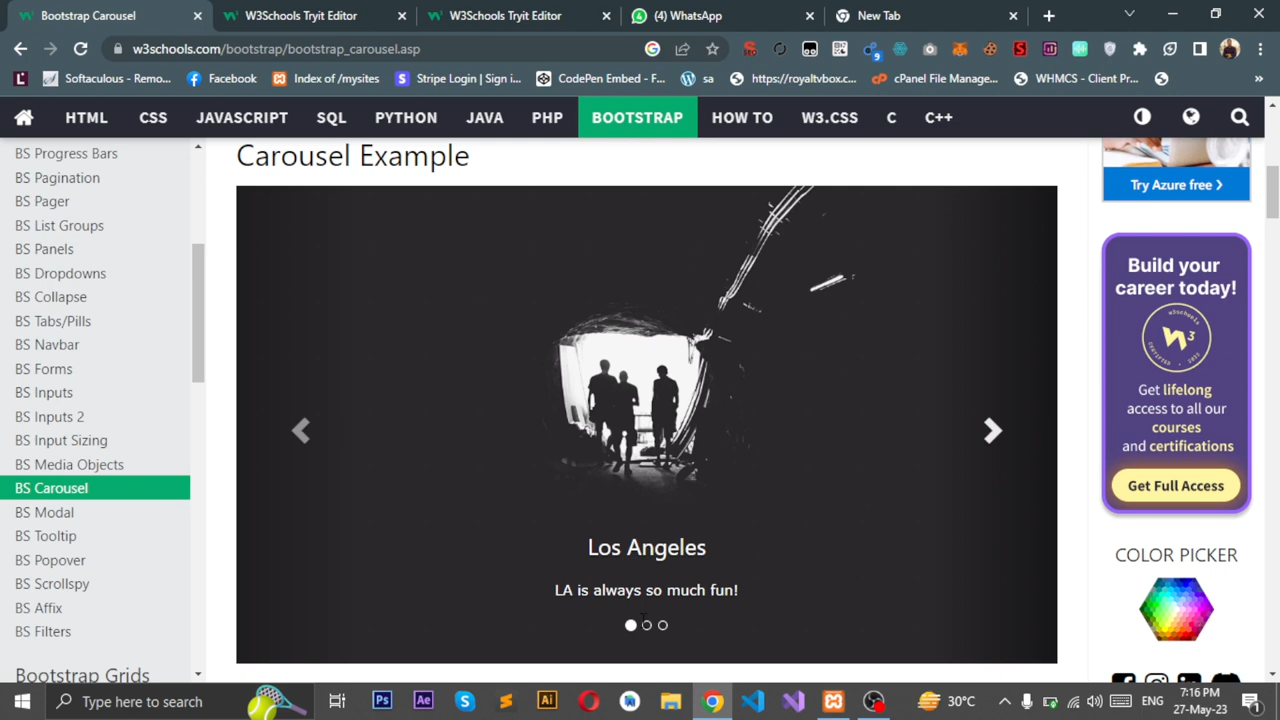 Bootstrap Carousel
W3Schools Tryit Editor
W3Schools Tryit Editor
(4) WhatsApp
New Tab
w3schools.com/bootstrap/bootstrap_carousel.asp
9
Softaculous - Remo...
Facebook
Index of /mysites
Stripe Login | Sign i...
CodePen Embed - F...
sa
https://royaltvbox.c...
cPanel File Manage...
WHMCS - Client Pr...
HTML
CSS
JAVASCRIPT
SQL
PYTHON
JAVA
PHP
BOOTSTRAP
HOW TO
W3.CSS
C
C++
BS Progress Bars
BS Pagination
BS Pager
BS List Groups
BS Panels
BS Dropdowns
BS Collapse
BS Tabs/Pills
BS Navbar
BS Forms
BS Inputs
BS Inputs 2
BS Input Sizing
BS Media Objects
BS Carousel
BS Modal
BS Tooltip
BS Popover
BS Scrollspy
BS Affix
BS Filters
Bootstrap Grids
Carousel Example
Los Angeles
LA is always so much fun!
Try Azure free ❯
Build your
career today!
Get lifelong
access to all our
courses
and certifications
Get Full Access
COLOR PICKER
Type here to search
30°C
ENG
7:16 PM
27-May-23